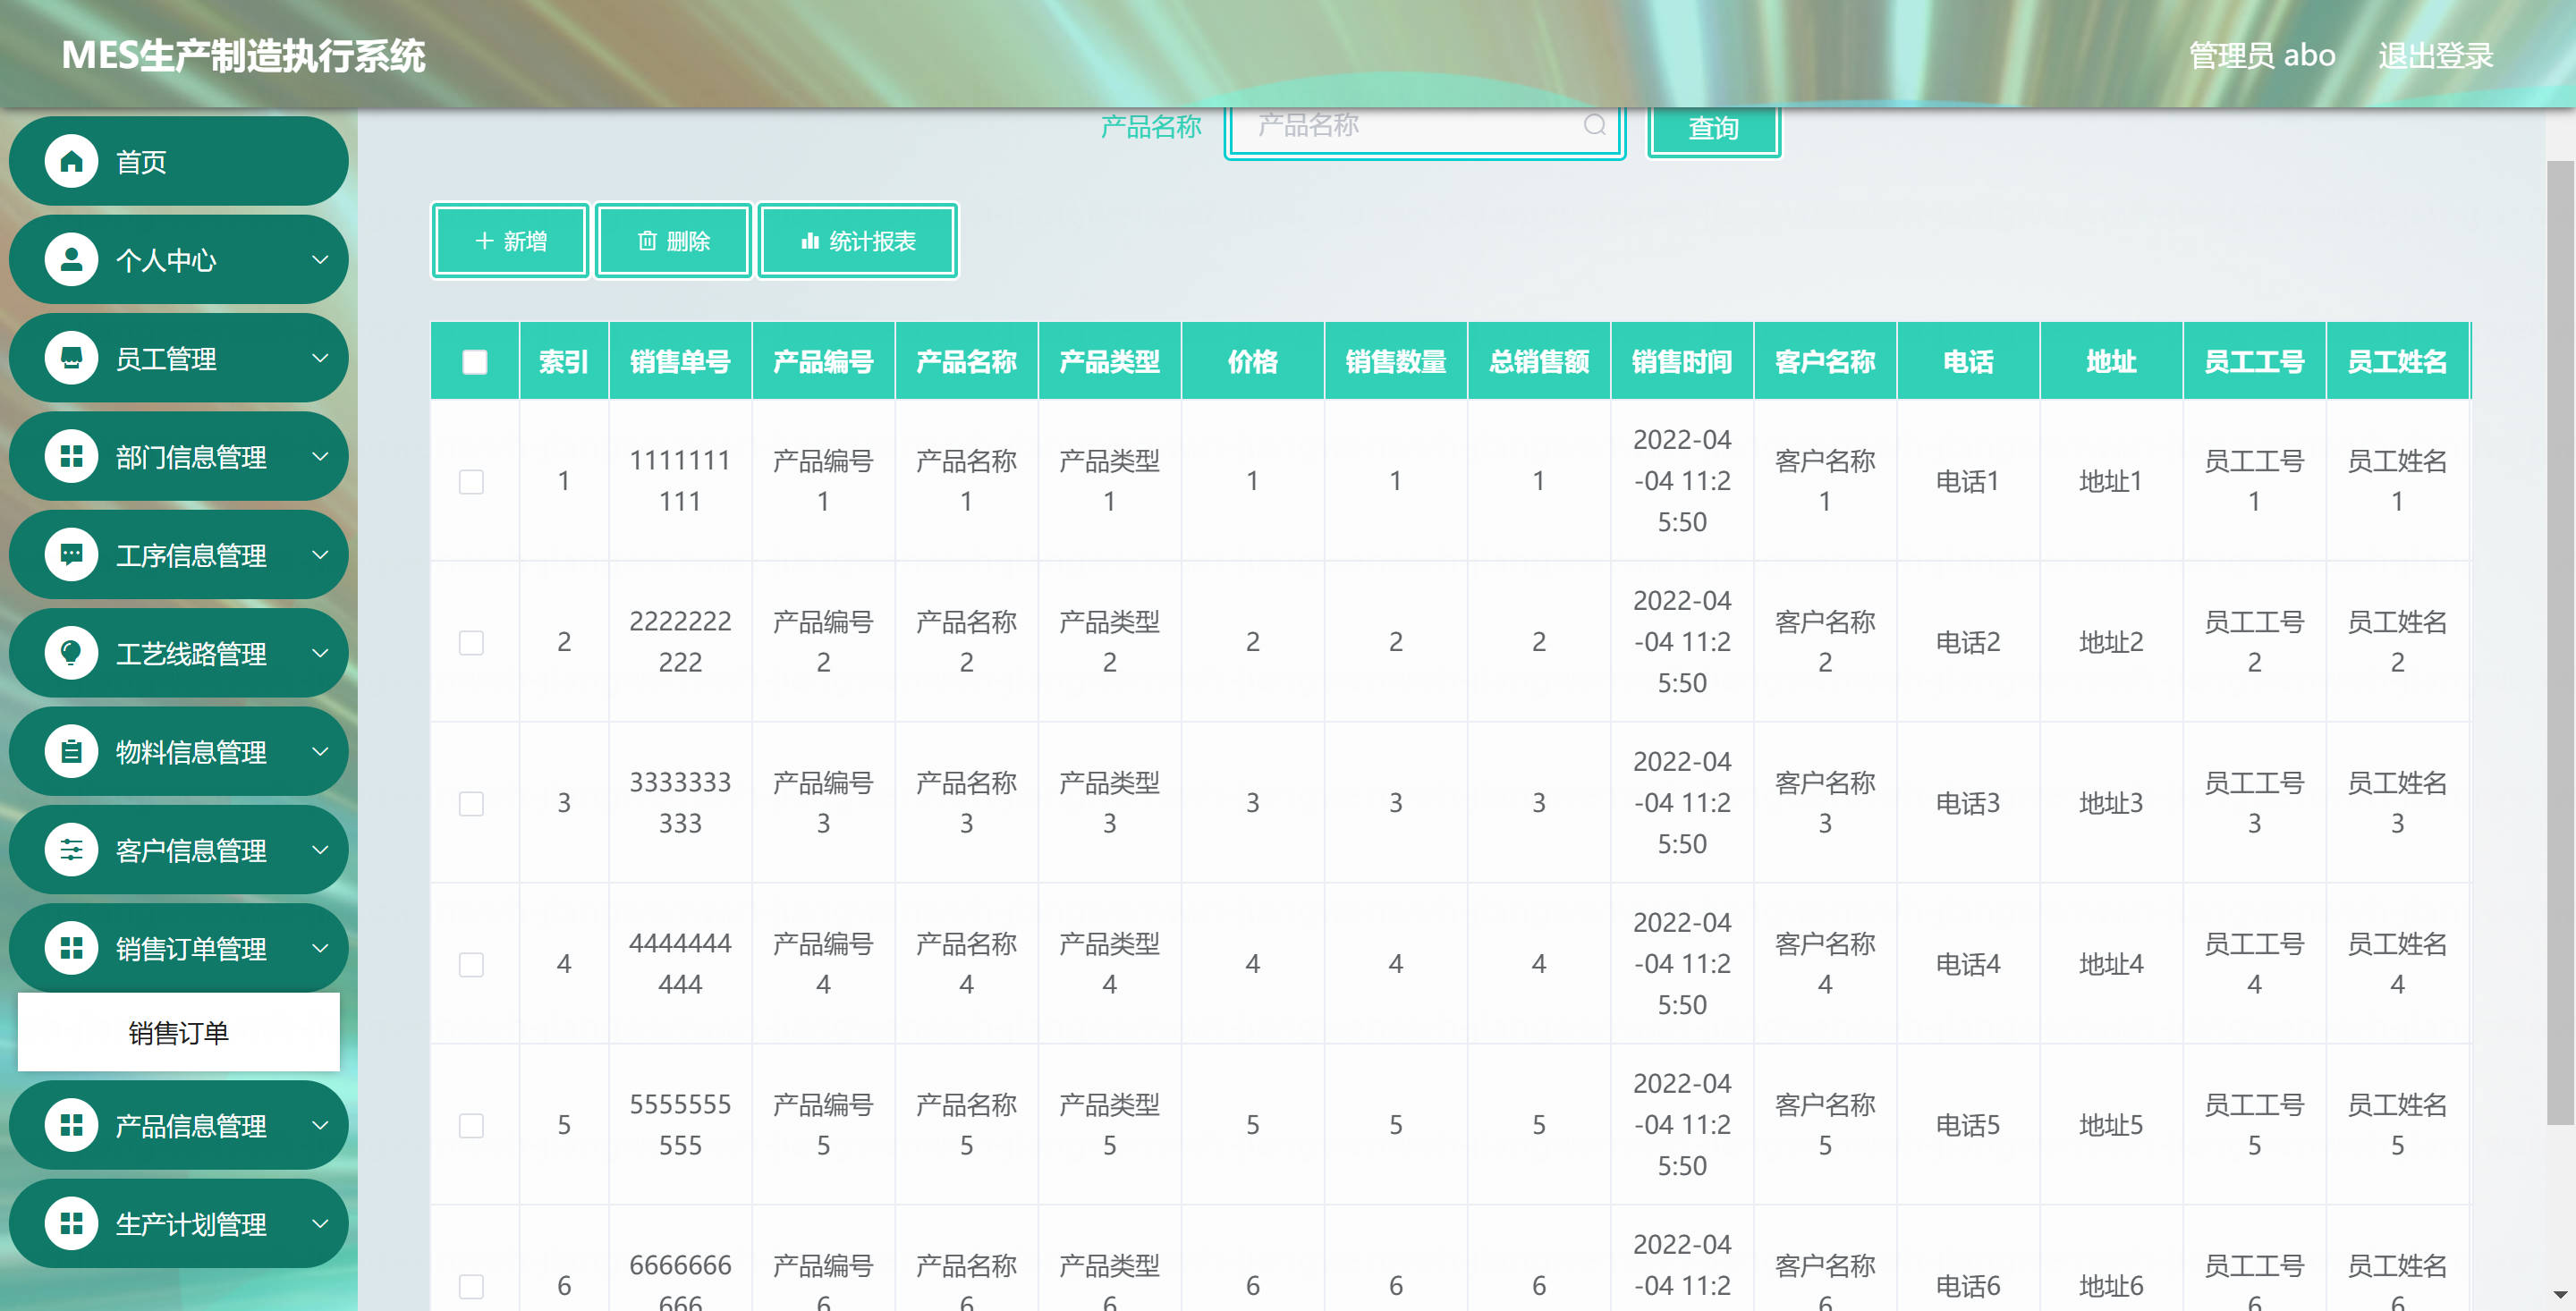 MES生产制造执行系统
管理员 abo
退出登录
首页
个人中心
员工管理
部门信息管理
工序信息管理
工艺线路管理
物料信息管理
客户信息管理
销售订单管理
销售订单
产品信息管理
生产计划管理
产品名称
产品名称
查询
新增
删除
统计报表
索引 销售单号 产品编号 产品名称 产品类型 价格 销售数量 总销售额 销售时间 客户名称 电话 地址 员工工号 员工姓名
1 1111111111 产品编号1 产品名称1 产品类型1 1 1 1 2022-04-04 11:25:50 客户名称1 电话1 地址1 员工工号1 员工姓名1
2 2222222222 产品编号2 产品名称2 产品类型2 2 2 2 2022-04-04 11:25:50 客户名称2 电话2 地址2 员工工号2 员工姓名2
3 3333333333 产品编号3 产品名称3 产品类型3 3 3 3 2022-04-04 11:25:50 客户名称3 电话3 地址3 员工工号3 员工姓名3
4 4444444444 产品编号4 产品名称4 产品类型4 4 4 4 2022-04-04 11:25:50 客户名称4 电话4 地址4 员工工号4 员工姓名4
5 5555555555 产品编号5 产品名称5 产品类型5 5 5 5 2022-04-04 11:25:50 客户名称5 电话5 地址5 员工工号5 员工姓名5
6 6666666666 产品编号6 产品名称6 产品类型6 6 6 6 2022-04-04 11:2 客户名称6 电话6 地址6 员工工号6 员工姓名6